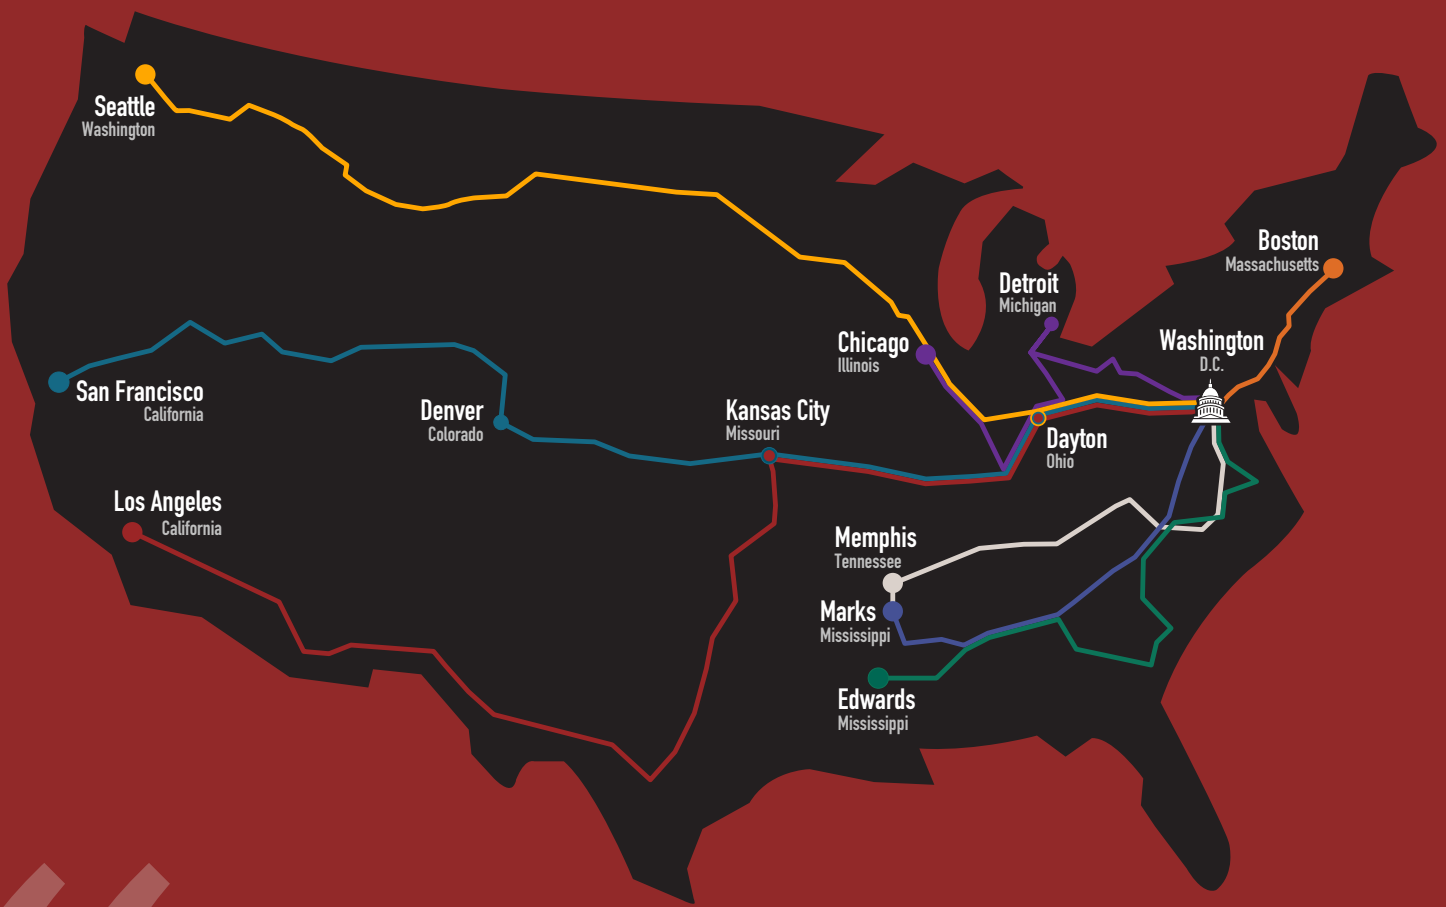 Seattle
Washington
Boston
Massachusetts
Detroit
Michigan
Chicago
Illinois
Washington
D.C.
San Francisco
California
Denver
Colorado
Kansas City
Missouri
Dayton
Ohio
Los Angeles
California
Memphis
Tennessee
Marks
Mississippi
Edwards
Mississippi